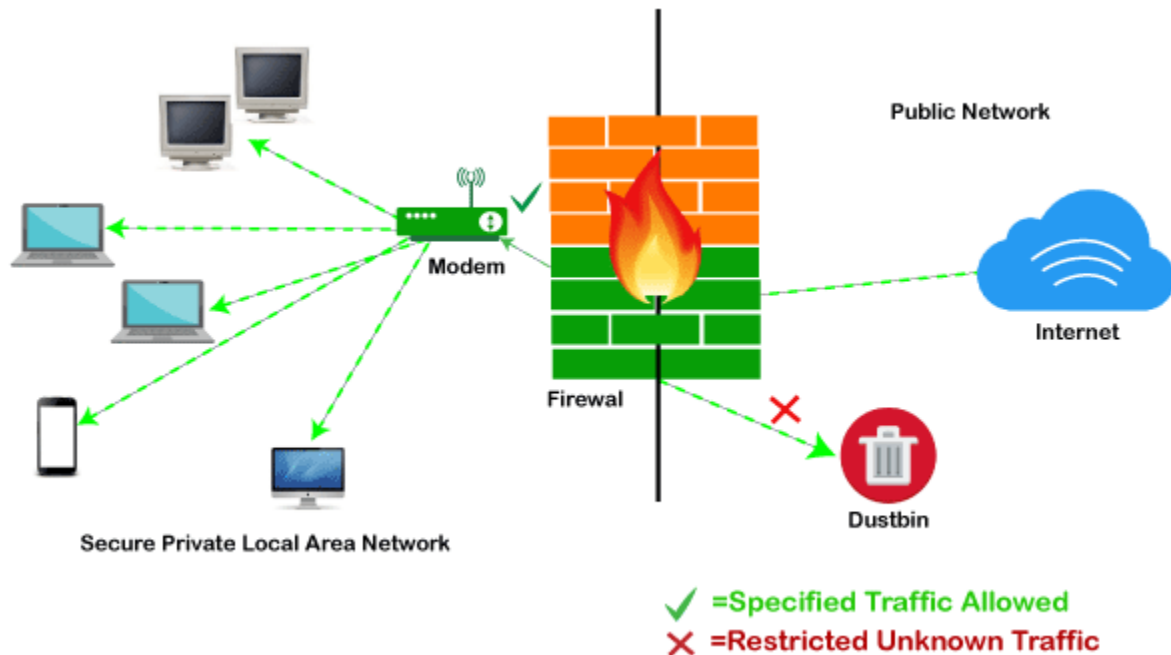 Public Network
Modem
Internet
Firewal
Dustbin
Secure Private Local Area Network
=Specified Traffic Allowed
=Restricted Unknown Traffic